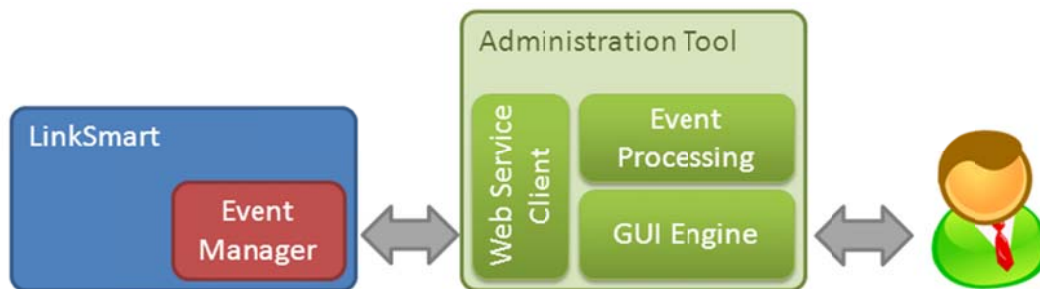 LinkSmart
Event
Manager
Administration Tool
Web Service
Client
Event
Processing
GUI Engine